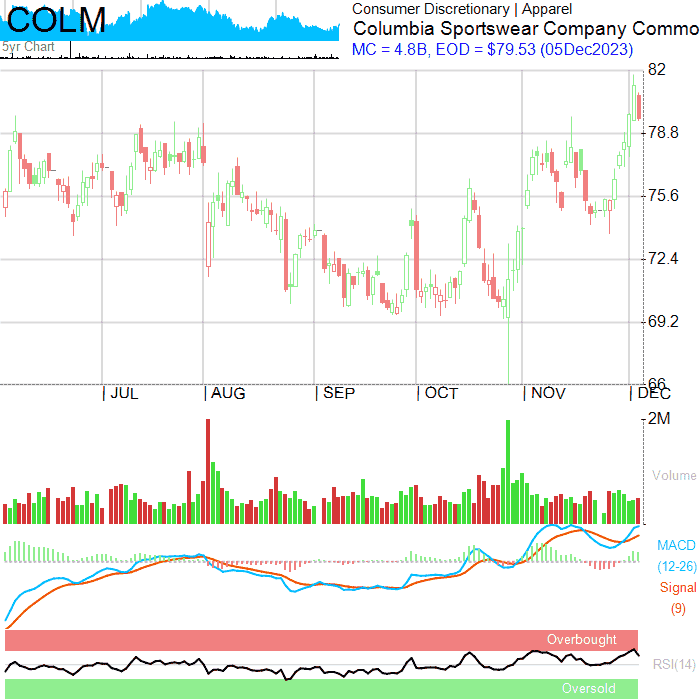 COLM
5yr Chart
Consumer Discretionary | Apparel
Columbia Sportswear Company Commo
MC = 4.8B, EOD = $79.53 (05Dec2023)
82
78.8
75.6
72.4
69.2
66
| JUL | AUG | SEP | OCT | NOV | DEC
2M
Volume
MACD
(12-26)
Signal
(9)
Overbought
RSI(14)
Oversold